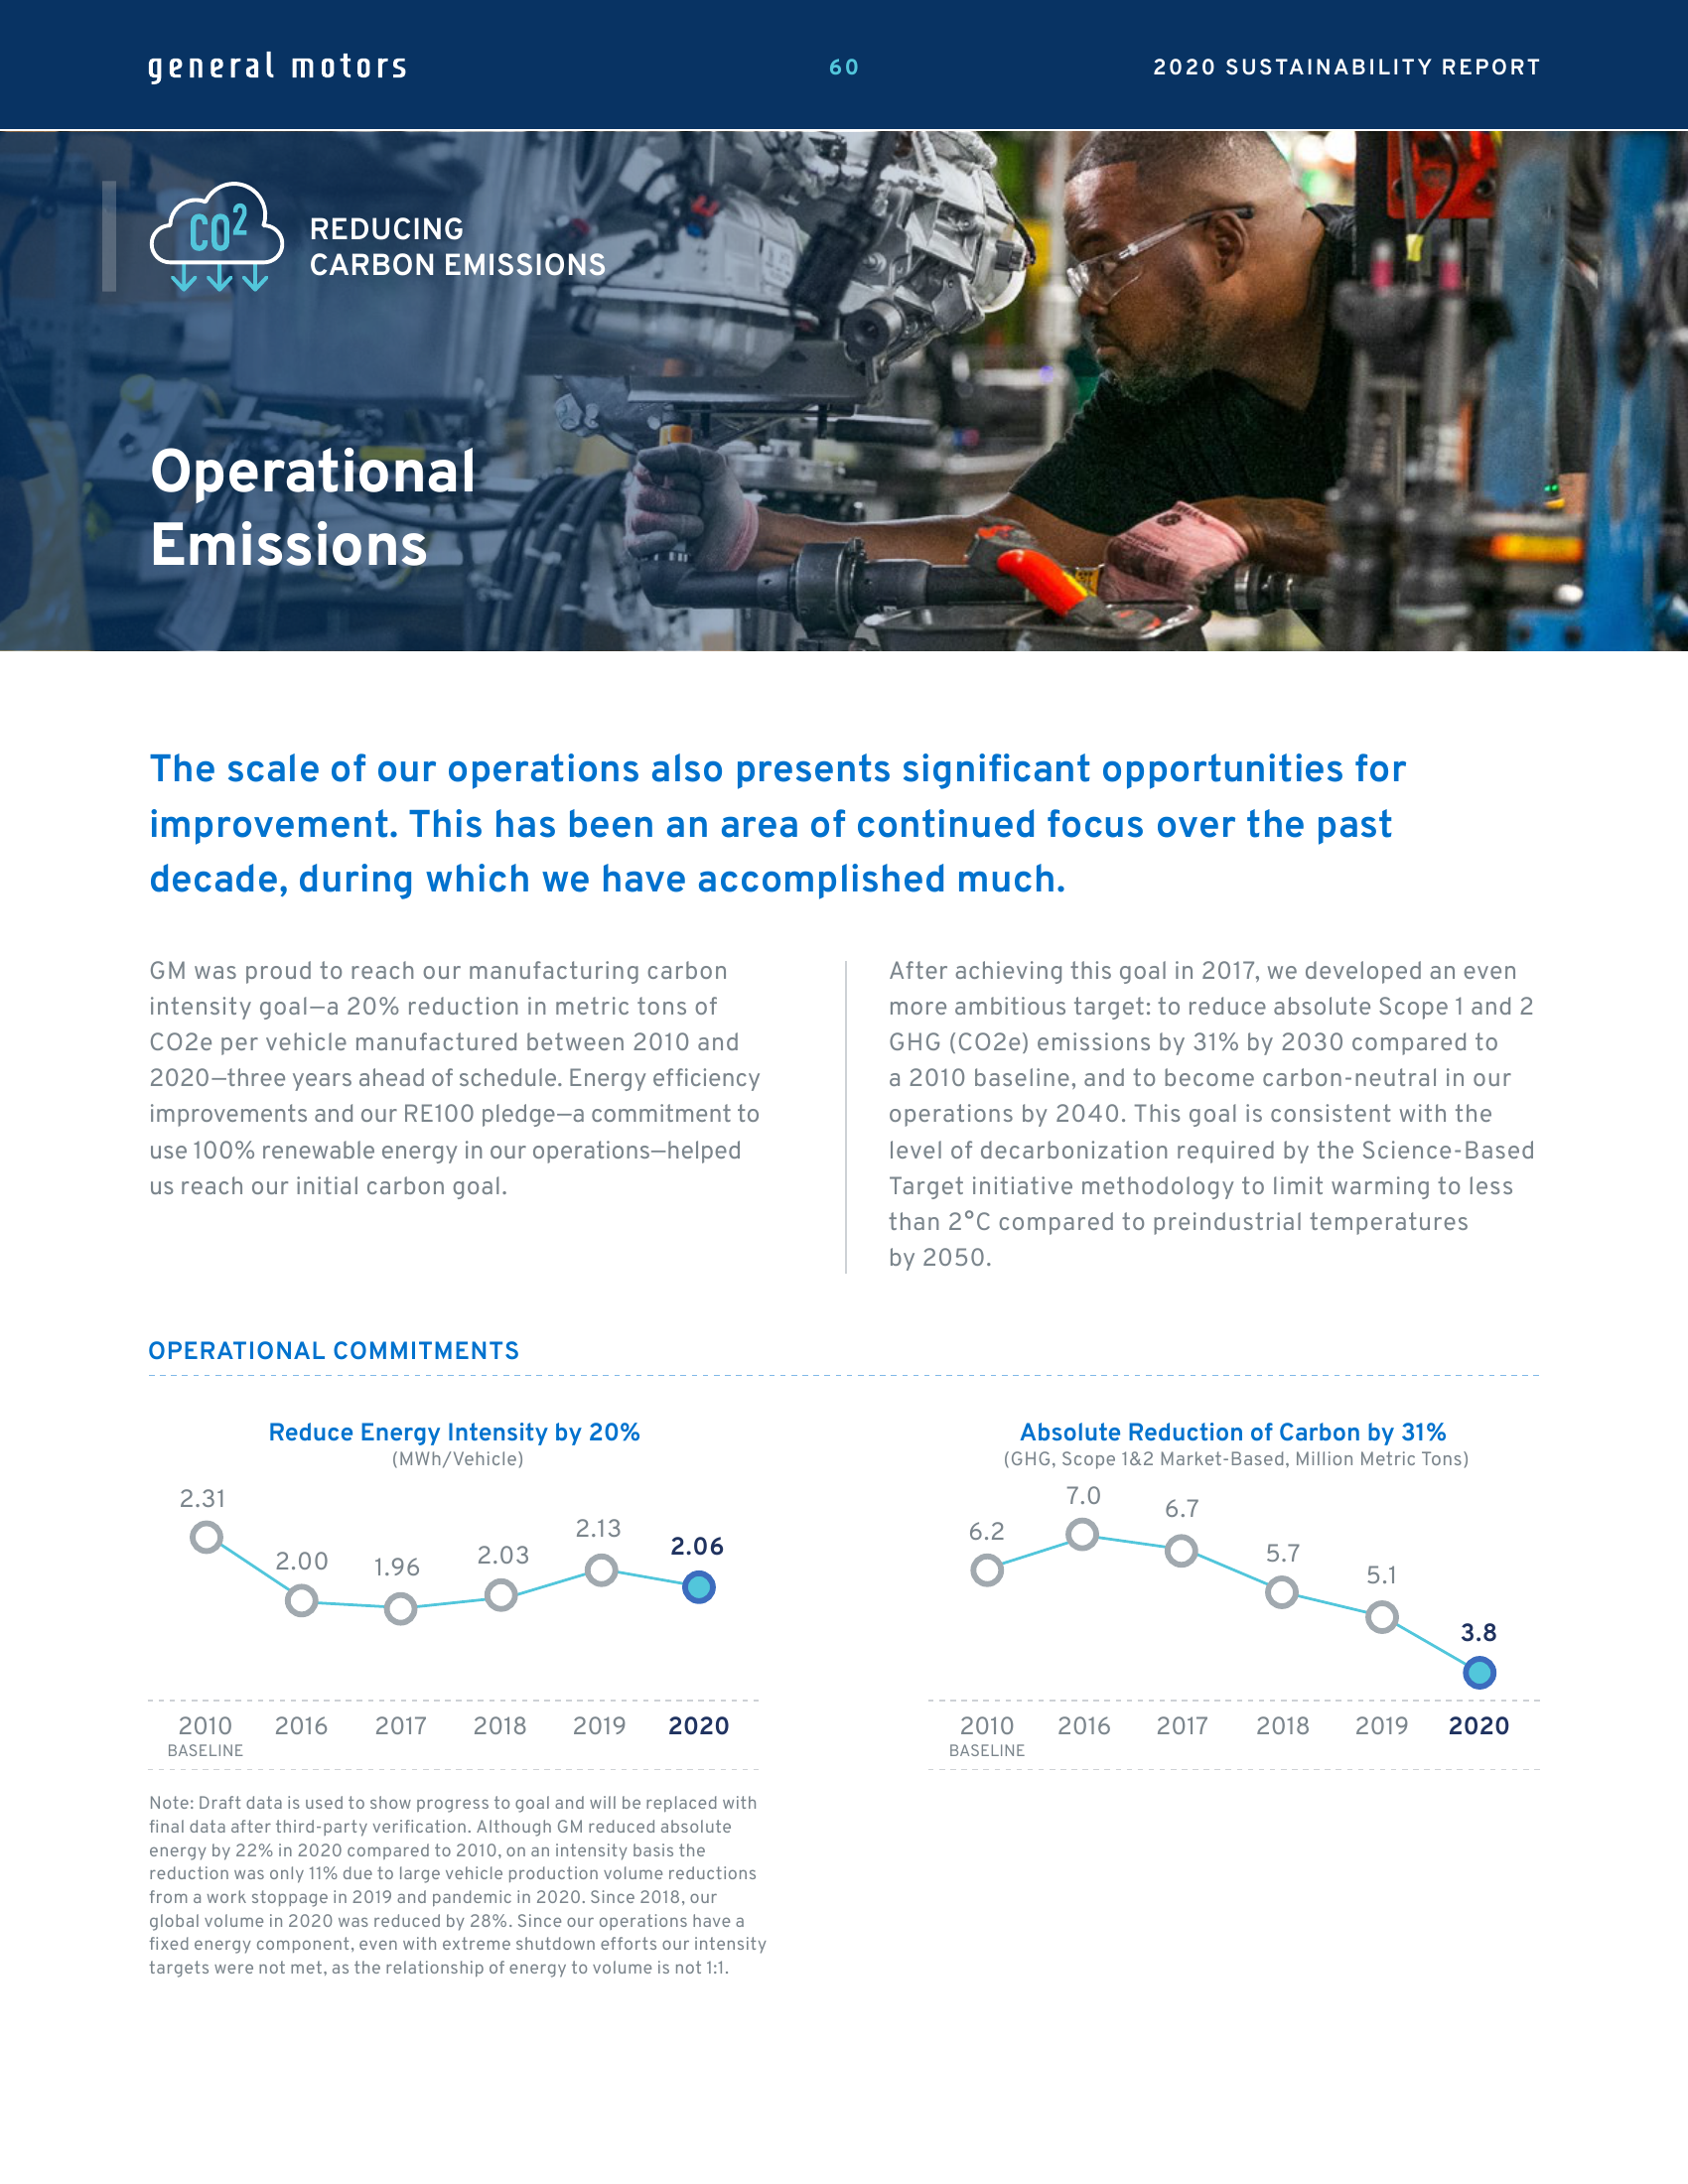 general motors
60
2020 SUSTAINABILITY REPORT
CO2
REDUCING
CARBON EMISSIONS
Operational
Emissions
The scale of our operations also presents significant opportunities for
improvement. This has been an area of continued focus over the past
decade, during which we have accomplished much.
GM was proud to reach our manufacturing carbon
intensity goal—a 20% reduction in metric tons of
CO2e per vehicle manufactured between 2010 and
2020—three years ahead of schedule. Energy efficiency
improvements and our RE100 pledge—a commitment to
use 100% renewable energy in our operations—helped
us reach our initial carbon goal.
After achieving this goal in 2017, we developed an even
more ambitious target: to reduce absolute Scope 1 and 2
GHG (CO2e) emissions by 31% by 2030 compared to
a 2010 baseline, and to become carbon-neutral in our
operations by 2040. This goal is consistent with the
level of decarbonization required by the Science-Based
Target initiative methodology to limit warming to less
than 2°C compared to preindustrial temperatures
by 2050.
OPERATIONAL COMMITMENTS
Reduce Energy Intensity by 20%
(MWh/Vehicle)
2.31
2.00
1.96
2.03
2.13
2.06
2010
BASELINE
2016
2017
2018
2019
2020
Note: Draft data is used to show progress to goal and will be replaced with
final data after third-party verification. Although GM reduced absolute
energy by 22% in 2020 compared to 2010, on an intensity basis the
reduction was only 11% due to large vehicle production volume reductions
from a work stoppage in 2019 and pandemic in 2020. Since 2018, our
global volume in 2020 was reduced by 28%. Since our operations have a
fixed energy component, even with extreme shutdown efforts our intensity
targets were not met, as the relationship of energy to volume is not 1:1.
Absolute Reduction of Carbon by 31%
(GHG, Scope 1&2 Market-Based, Million Metric Tons)
6.2
7.0
6.7
5.7
5.1
3.8
2010
BASELINE
2016
2017
2018
2019
2020